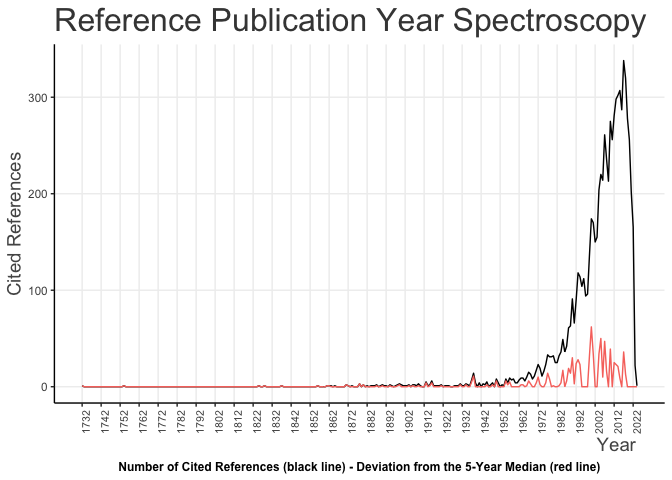 Reference Publication Year Spectroscopy
Cited References
300
200
100
0
1732 1742 1752 1762 1772 1782 1792 1802 1812 1822 1832 1842 1852 1862 1872 1882 1892 1902 1912 1922 1932 1942 1952 1962 1972 1982 1992 2002 2012 2022
Year
Number of Cited References (black line) - Deviation from the 5-Year Median (red line)